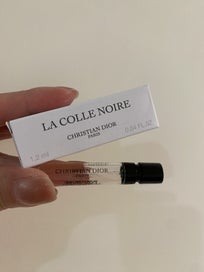 LA COLLE NOIRE
CHRISTIAN DIOR
PARIS
1.2 ml
0.04 FL.OZ
CHRISTIAN DIOR
PARIS